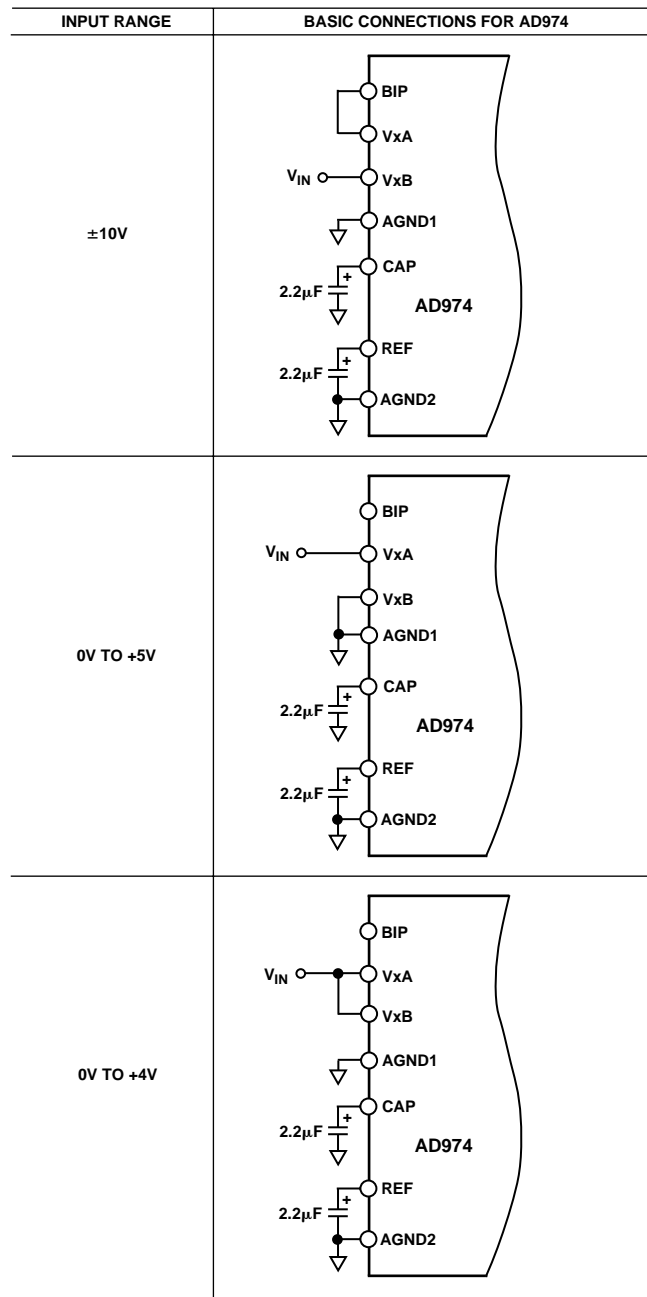 INPUT RANGE
BASIC CONNECTIONS FOR AD974
±10V
BIP
VxA
VIN
VxB
AGND1
CAP
+
2.2µF
AD974
REF
+
2.2µF
AGND2
0V TO +5V
BIP
VIN
VxA
VxB
AGND1
CAP
+
2.2µF
AD974
REF
+
2.2µF
AGND2
0V TO +4V
BIP
VIN
VxA
VxB
AGND1
CAP
+
2.2µF
AD974
REF
+
2.2µF
AGND2